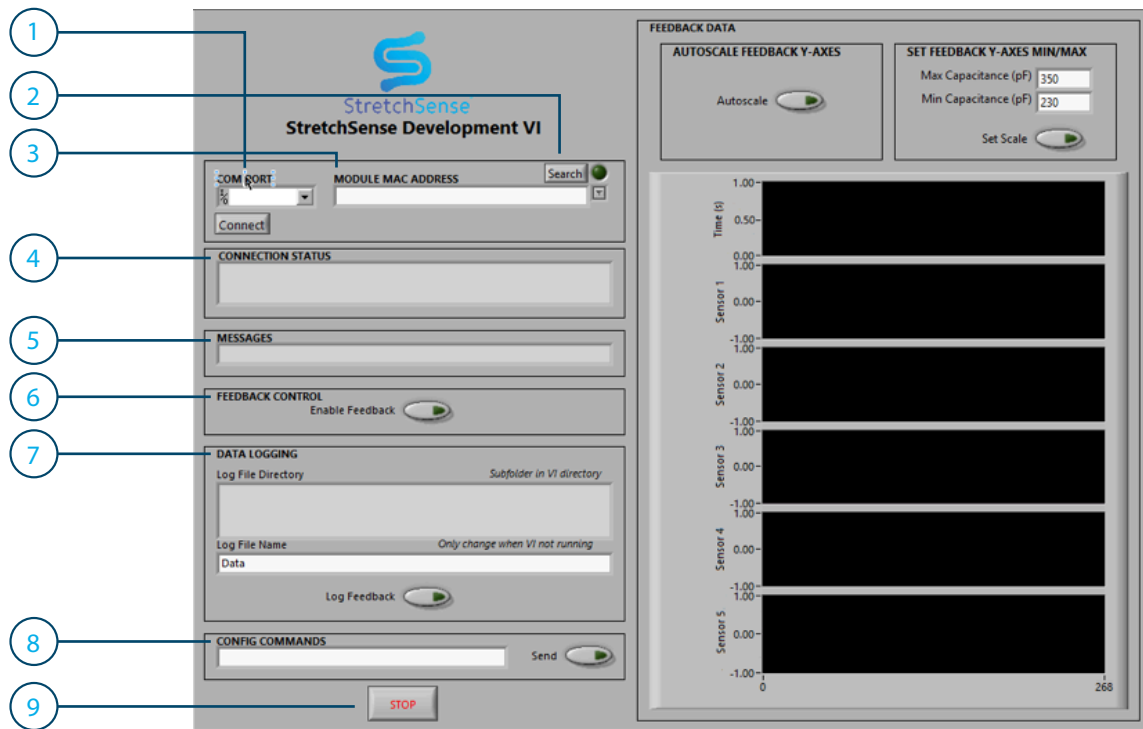 1
2
3
4
5
6
7
8
9
StretchSense
StretchSense Development VI
COM PORT
MODULE MAC ADDRESS
Search
Connect
CONNECTION STATUS
MESSAGES
FEEDBACK CONTROL
Enable Feedback
DATA LOGGING
Log File Directory
Subfolder in VI directory
Log File Name
Only change when VI not running
Data
Log Feedback
CONFIG COMMANDS
Send
STOP
FEEDBACK DATA
AUTOSCALE FEEDBACK Y-AXES
Autoscale
SET FEEDBACK Y-AXES MIN/MAX
Max Capacitance (pF) 350
Min Capacitance (pF) 230
Set Scale
Time (s)
1.00
0.50
0.00
Sensor 1
1.00
0.00
-1.00
Sensor 2
1.00
0.00
-1.00
Sensor 3
1.00
0.00
-1.00
Sensor 4
1.00
0.00
-1.00
Sensor 5
1.00
0.00
-1.00
0
268